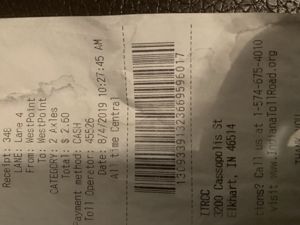 Receipt: 34E
LANE: Lane 4
From: WestPoint
To: WestPoint
CATEGORY: 2 Axles
Total: $ 2.60
Payment method: CASH
Toll Operator: 45526
Date: 8/4/2019 10:27:45 AM
All time Central
ITRCC
3200 Cassopolis St
Elkhart, IN 46514
tions? Call us at 1-574-675-4010
visit www.IndianaTollRoad.org